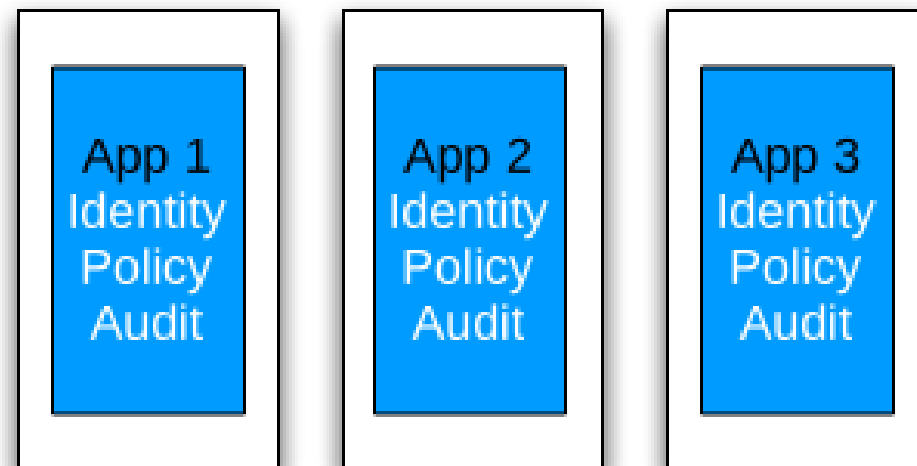 App 1
Identity
Policy
Audit
App 2
Identity
Policy
Audit
App 3
Identity
Policy
Audit